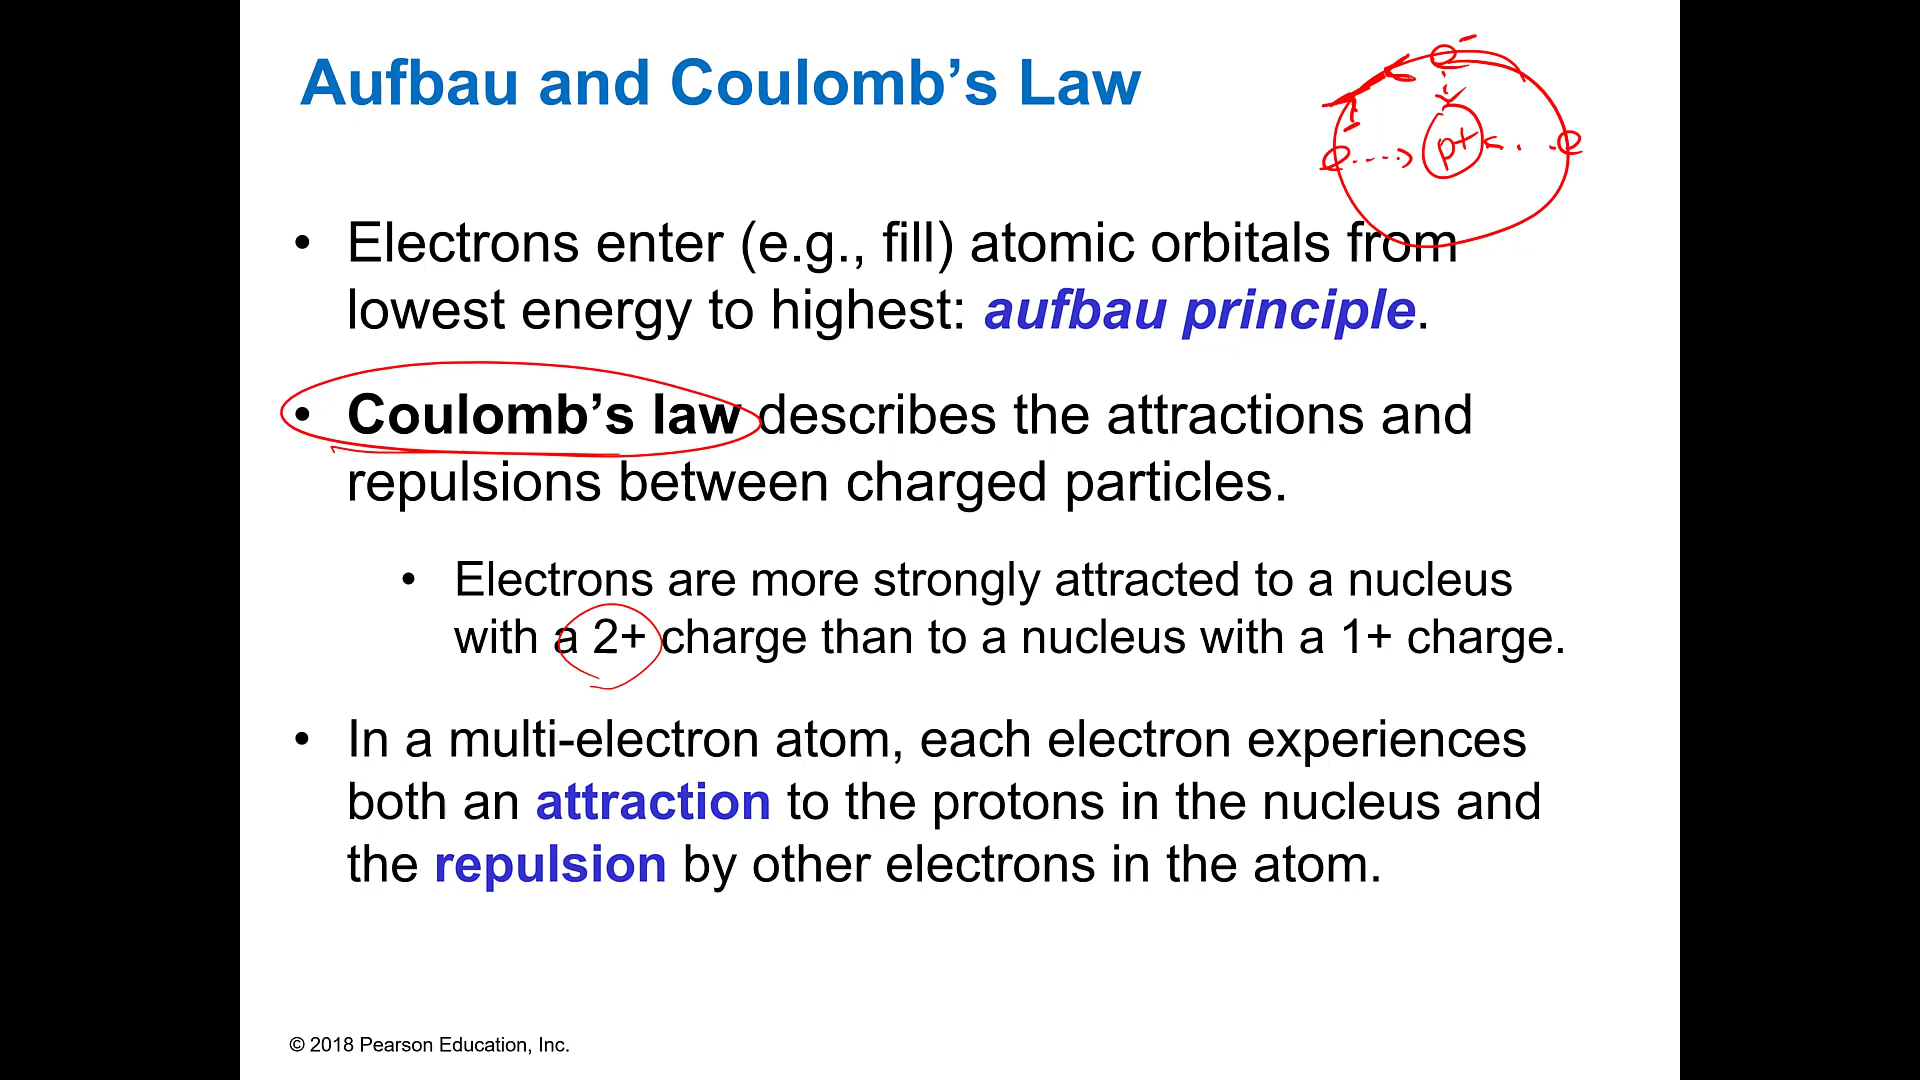 Aufbau and Coulomb's Law
e -
e p+ e
• Electrons enter (e.g., fill) atomic orbitals from
lowest energy to highest: aufbau principle.
• Coulomb's law describes the attractions and
repulsions between charged particles.
• Electrons are more strongly attracted to a nucleus
with a 2+ charge than to a nucleus with a 1+ charge.
• In a multi-electron atom, each electron experiences
both an attraction to the protons in the nucleus and
the repulsion by other electrons in the atom.
© 2018 Pearson Education, Inc.